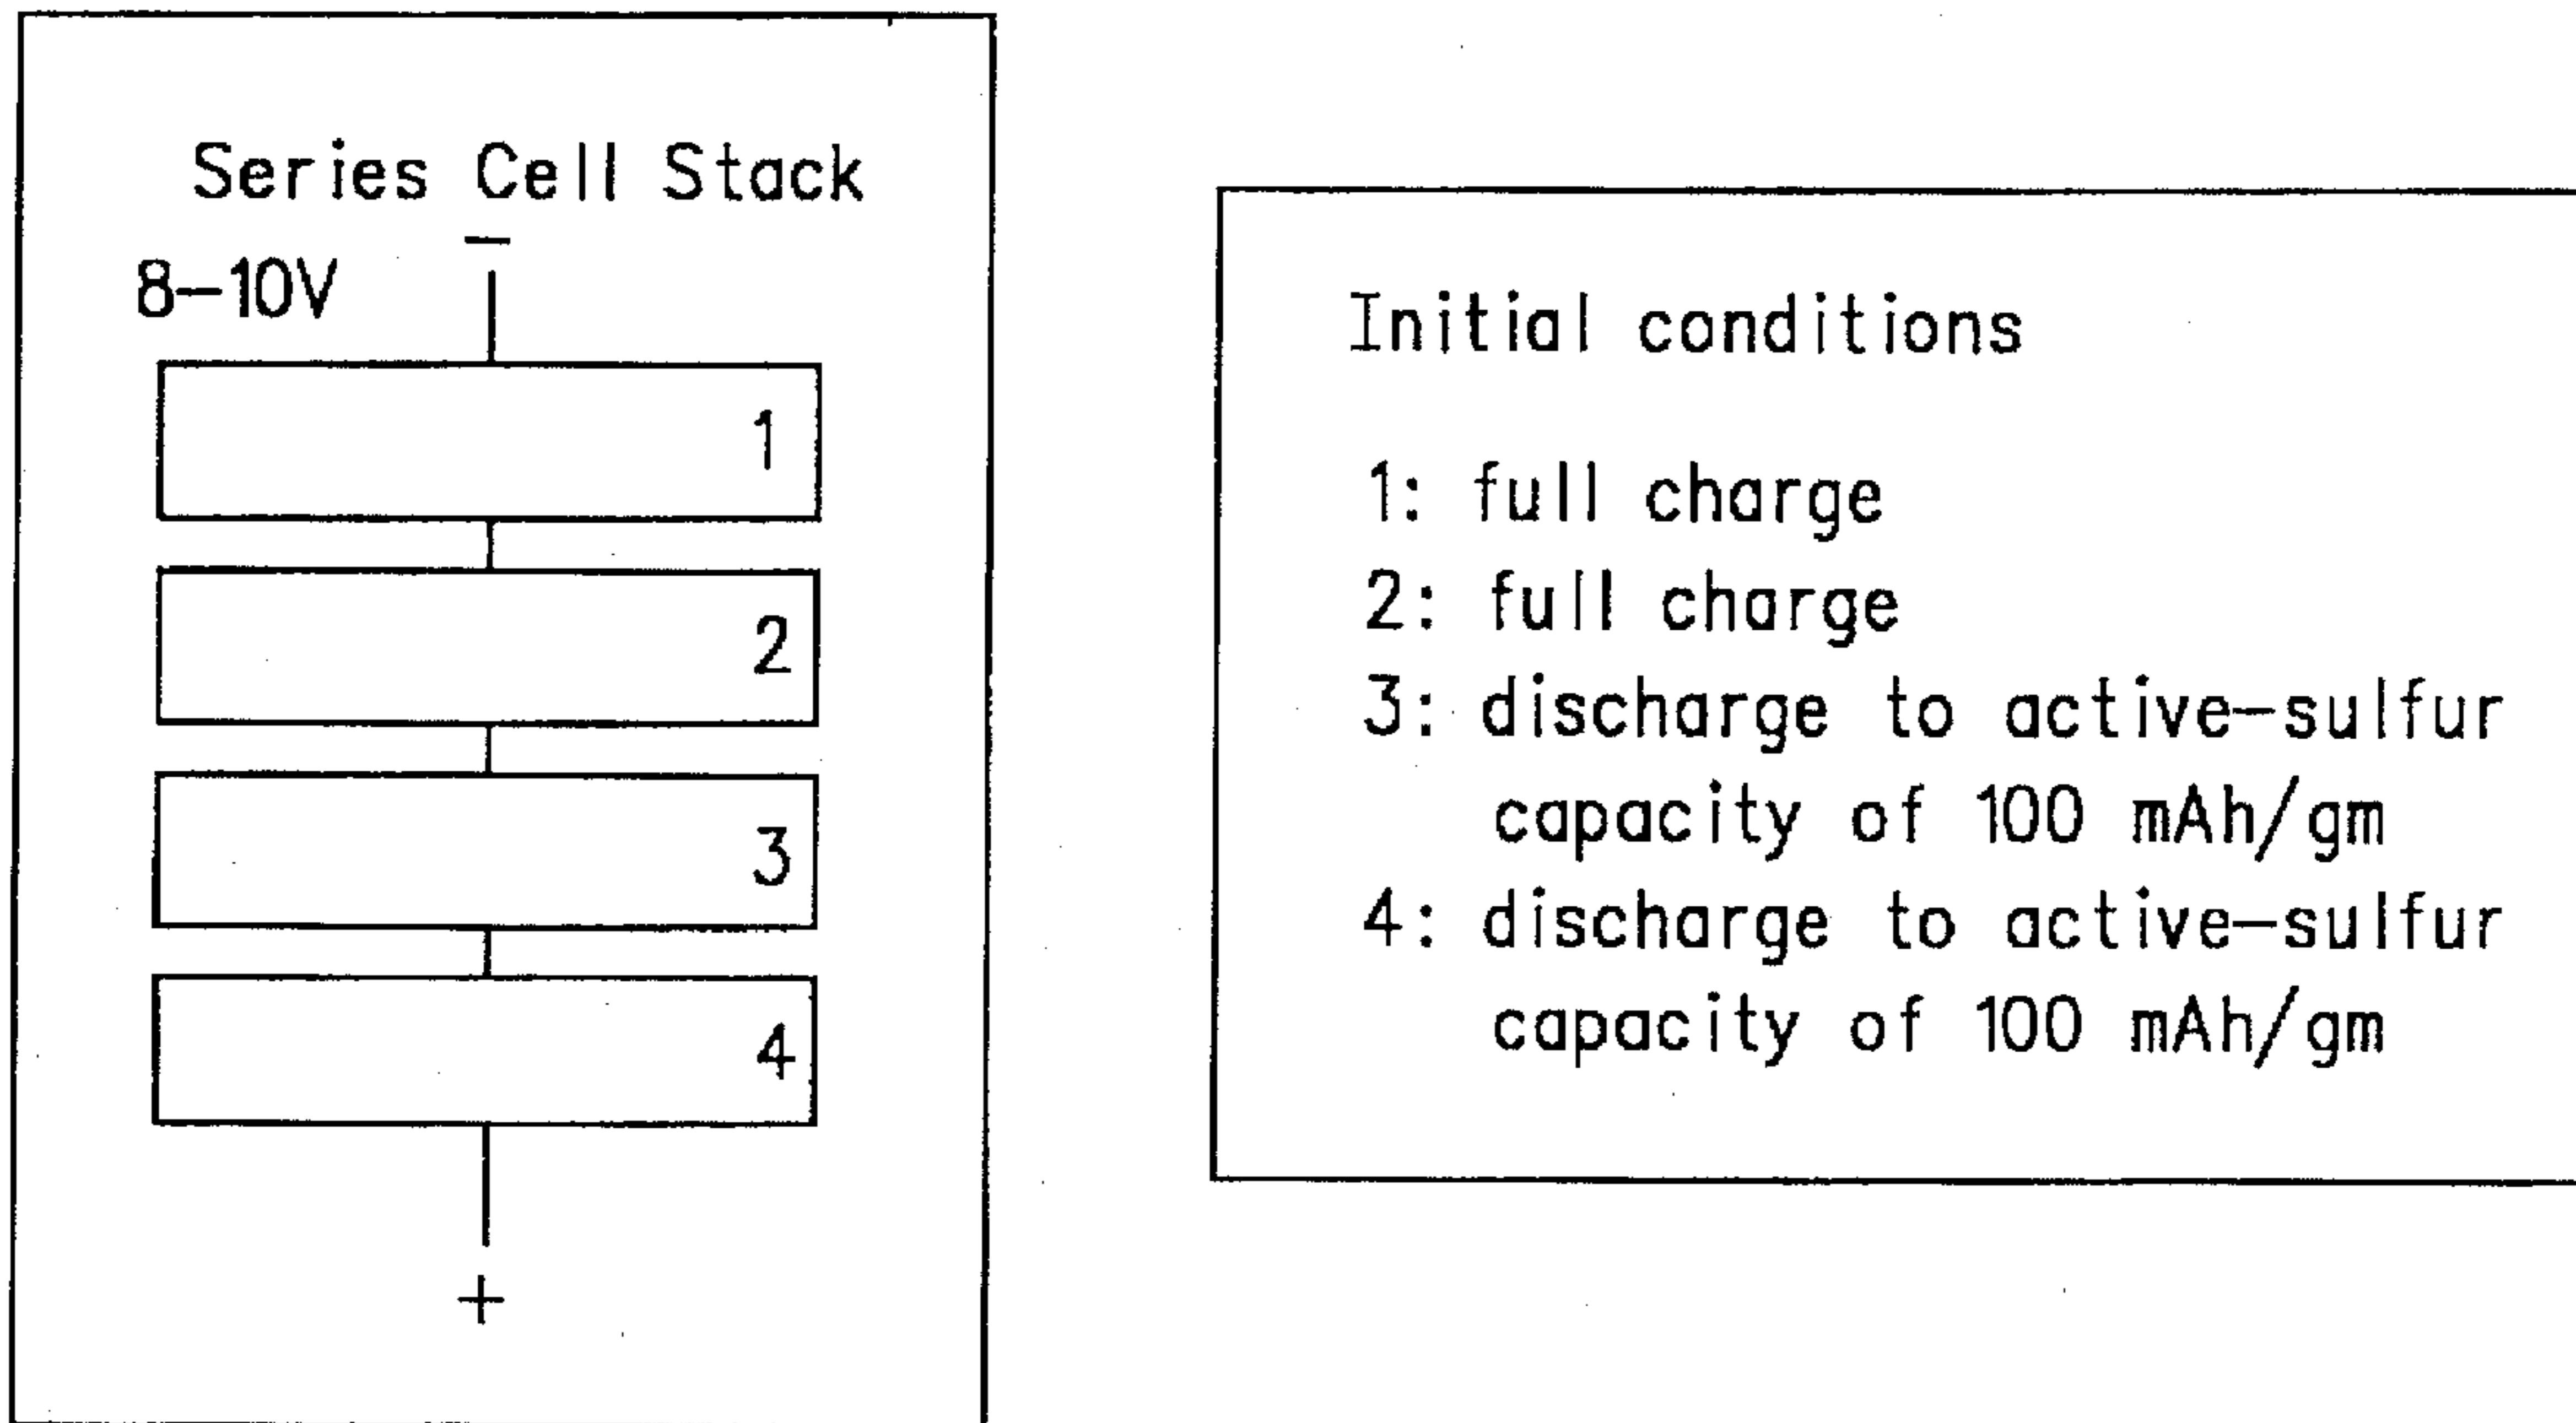 Series Cell Stack
−
8–10V
1
2
3
4
+
Initial conditions
1: full charge
2: full charge
3: discharge to active–sulfur
capacity of 100 mAh/gm
4: discharge to active–sulfur
capacity of 100 mAh/gm